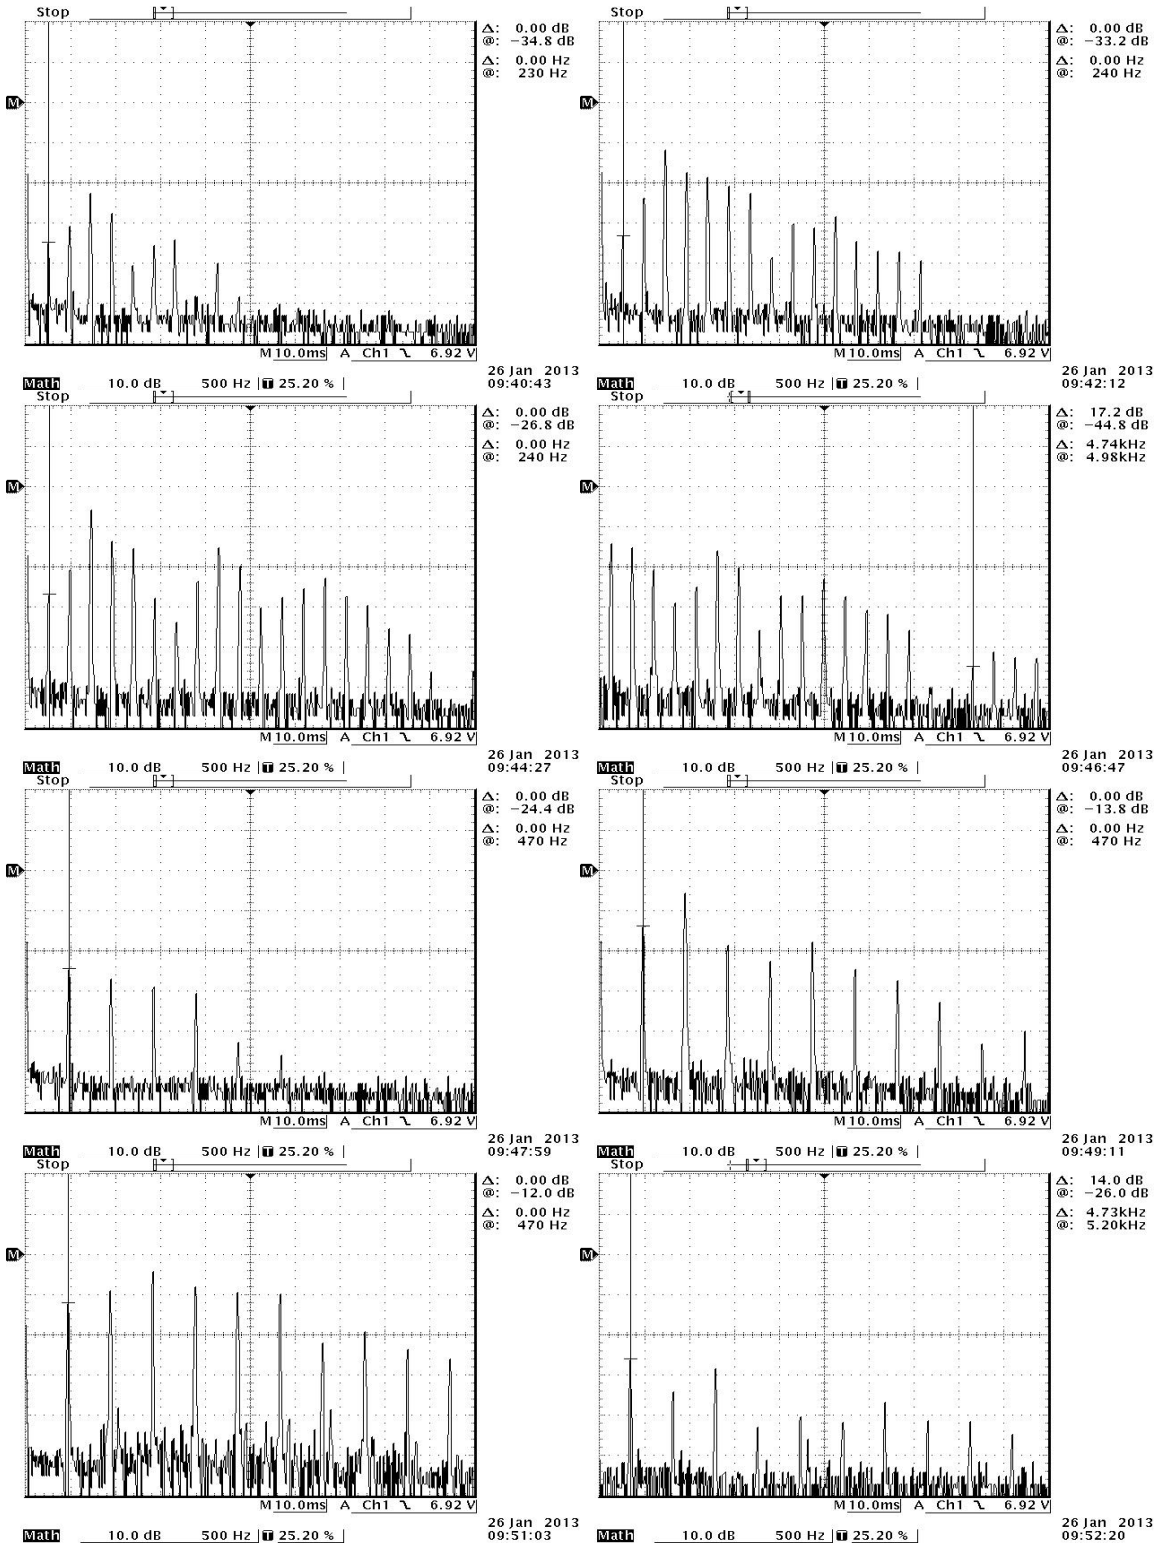 Stop
Δ: 0.00 dB
@: −34.8 dB
Δ: 0.00 Hz
@: 230 Hz
M
M 10.0ms A Ch1 6.92 V
26 Jan 2013
09:40:43
Math 10.0 dB 500 Hz T 25.20 %
Stop
Δ: 0.00 dB
@: −33.2 dB
Δ: 0.00 Hz
@: 240 Hz
M
M 10.0ms A Ch1 6.92 V
26 Jan 2013
09:42:12
Math 10.0 dB 500 Hz T 25.20 %
Stop
Δ: 0.00 dB
@: −26.8 dB
Δ: 0.00 Hz
@: 240 Hz
M
M 10.0ms A Ch1 6.92 V
26 Jan 2013
09:44:27
Math 10.0 dB 500 Hz T 25.20 %
Stop
Δ: 17.2 dB
@: −44.8 dB
Δ: 4.74kHz
@: 4.98kHz
M
M 10.0ms A Ch1 6.92 V
26 Jan 2013
09:46:47
Math 10.0 dB 500 Hz T 25.20 %
Stop
Δ: 0.00 dB
@: −24.4 dB
Δ: 0.00 Hz
@: 470 Hz
M
M 10.0ms A Ch1 6.92 V
26 Jan 2013
09:47:59
Math 10.0 dB 500 Hz T 25.20 %
Stop
Δ: 0.00 dB
@: −13.8 dB
Δ: 0.00 Hz
@: 470 Hz
M
M 10.0ms A Ch1 6.92 V
26 Jan 2013
09:49:11
Math 10.0 dB 500 Hz T 25.20 %
Stop
Δ: 0.00 dB
@: −12.0 dB
Δ: 0.00 Hz
@: 470 Hz
M
M 10.0ms A Ch1 6.92 V
26 Jan 2013
09:51:03
Math 10.0 dB 500 Hz T 25.20 %
Stop
Δ: 14.0 dB
@: −26.0 dB
Δ: 4.73kHz
@: 5.20kHz
M
M 10.0ms A Ch1 6.92 V
26 Jan 2013
09:52:20
Math 10.0 dB 500 Hz T 25.20 %